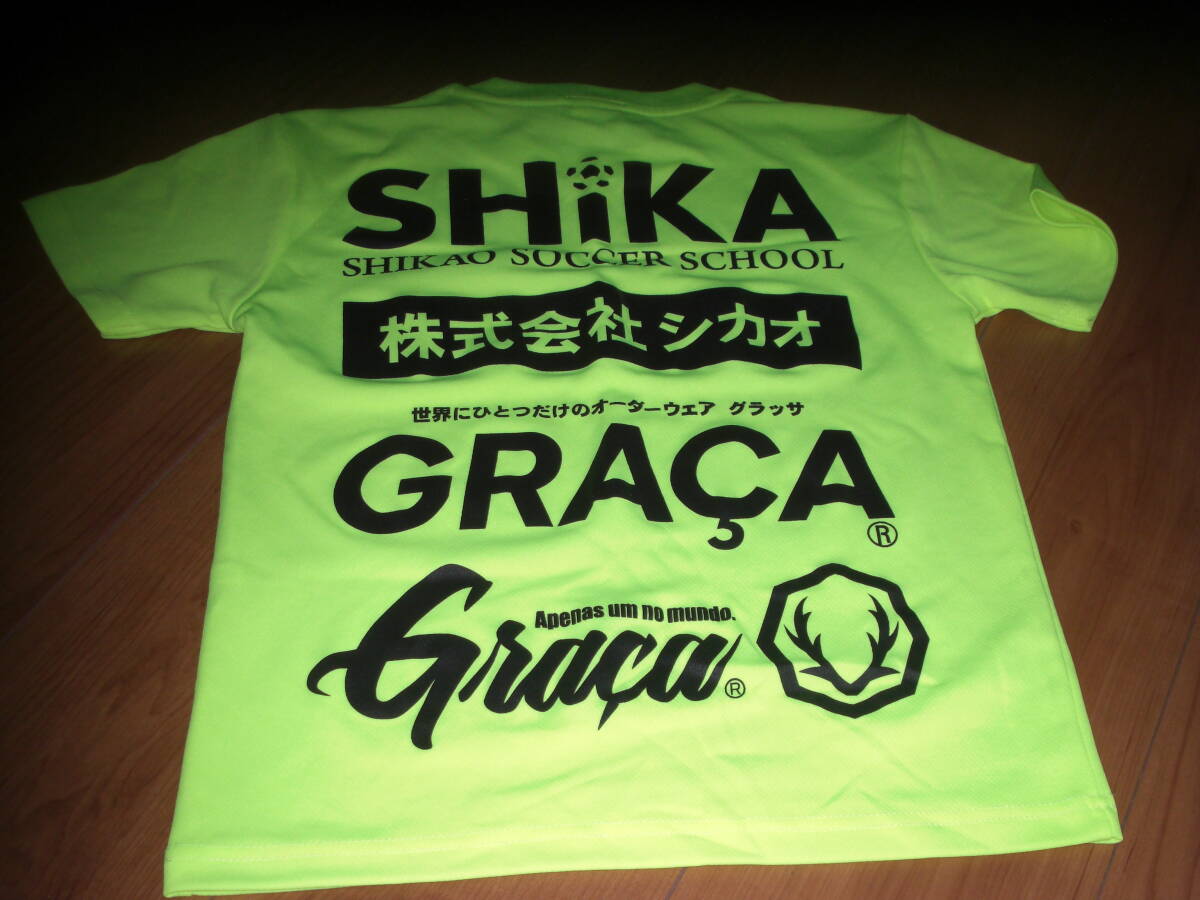 SHiKA
SHIKAO SOCCER SCHOOL
株式会社シカオ
世界にひとつだけのオーダーウェア グラッサ
GRAÇA®
Apenas um no mundo.
Graça®